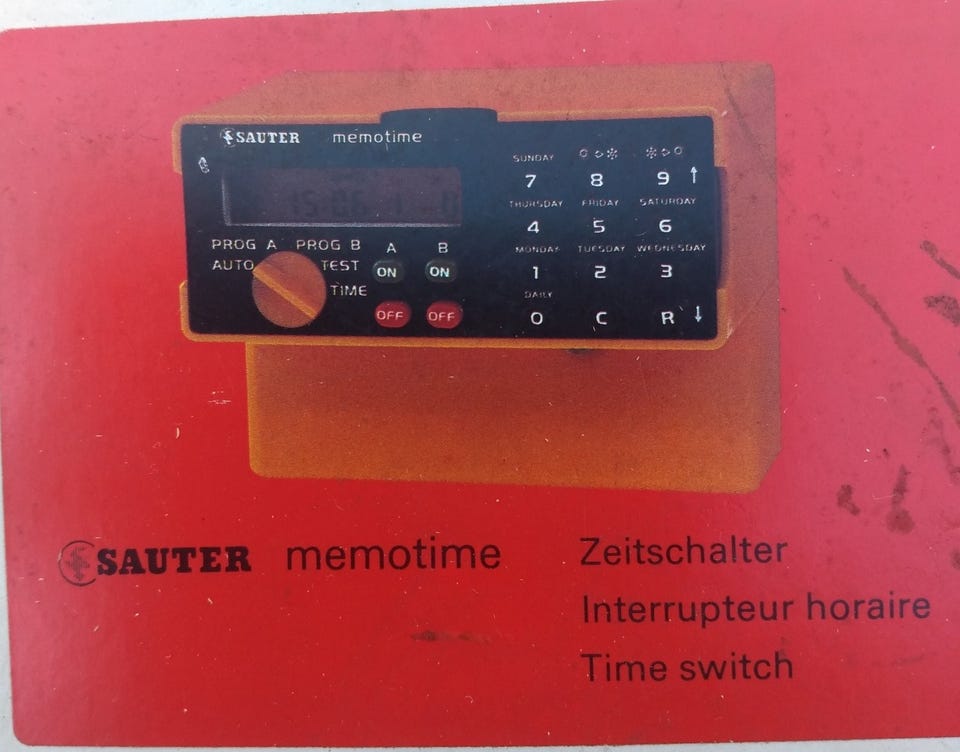 SAUTER memotime
SUNDAY
7 8 9
THURSDAY FRIDAY SATURDAY
4 5 6
MONDAY TUESDAY WEDNESDAY
1 2 3
DAILY
0 C R
PROG A PROG B A B
AUTO TEST ON ON
TIME
OFF OFF
SAUTER memotime
Zeitschalter
Interrupteur horaire
Time switch